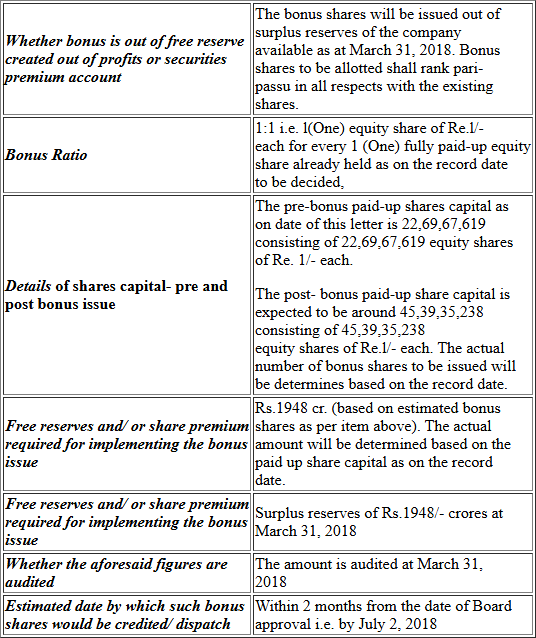 Whether bonus is out of free reserve
created out of profits or securities
premium account
The bonus shares will be issued out of
surplus reserves of the company
available as at March 31, 2018. Bonus
shares to be allotted shall rank pari-
passu in all respects with the existing
shares.
Bonus Ratio
1:1 i.e. l(One) equity share of Re.l/-
each for every 1 (One) fully paid-up equity
share already held as on the record date
to be decided,
Details of shares capital- pre and
post bonus issue
The pre-bonus paid-up shares capital as
on date of this letter is 22,69,67,619
consisting of 22,69,67,619 equity shares
of Re. 1/- each.
The post- bonus paid-up share capital is
expected to be around 45,39,35,238
consisting of 45,39,35,238
equity shares of Re.l/- each. The actual
number of bonus shares to be issued will
be determines based on the record date.
Free reserves and/ or share premium
required for implementing the bonus
issue
Rs.1948 cr. (based on estimated bonus
shares as per item above). The actual
amount will be determined based on the
paid up share capital as on the record
date.
Free reserves and/ or share premium
required for implementing the bonus
issue
Surplus reserves of Rs.1948/- crores at
March 31, 2018
Whether the aforesaid figures are
audited
The amount is audited at March 31,
2018
Estimated date by which such bonus
shares would be credited/ dispatch
Within 2 months from the date of Board
approval i.e. by July 2, 2018